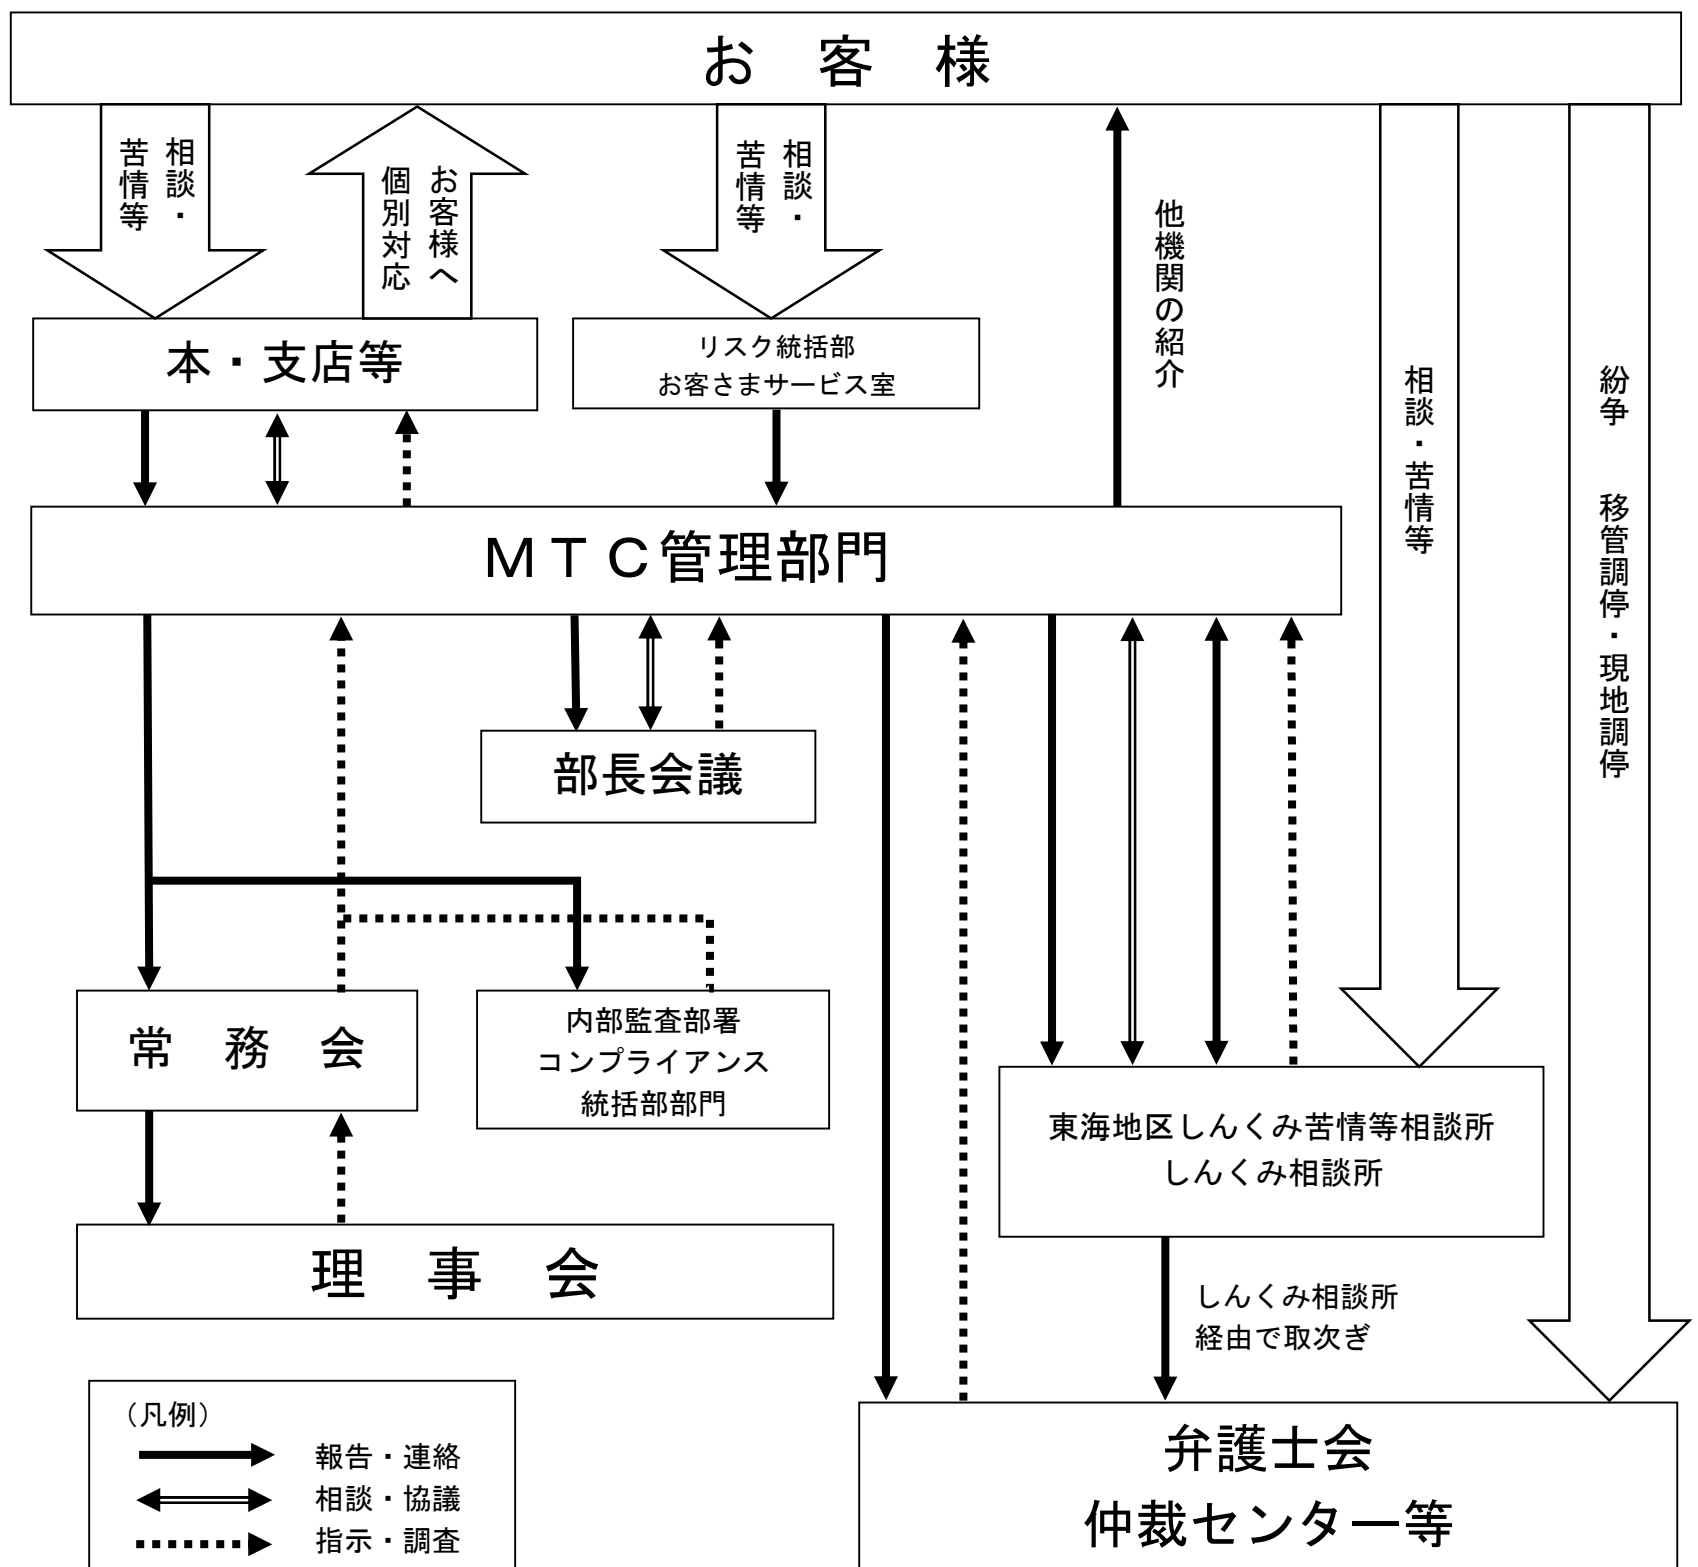 お　客　様
相談・
苦情等
お客様へ
個別対応
相談・
苦情等
他機関の紹介
相談・苦情等
紛争　移管調停・現地調停
本・支店等
リスク統括部
お客さまサービス室
ＭＴＣ管理部門
部長会議
常　務　会
内部監査部署
コンプライアンス
統括部部門
東海地区しんくみ苦情等相談所
しんくみ相談所
理　事　会
しんくみ相談所
経由で取次ぎ
弁護士会
仲裁センター等
（凡例）
報告・連絡
相談・協議
指示・調査